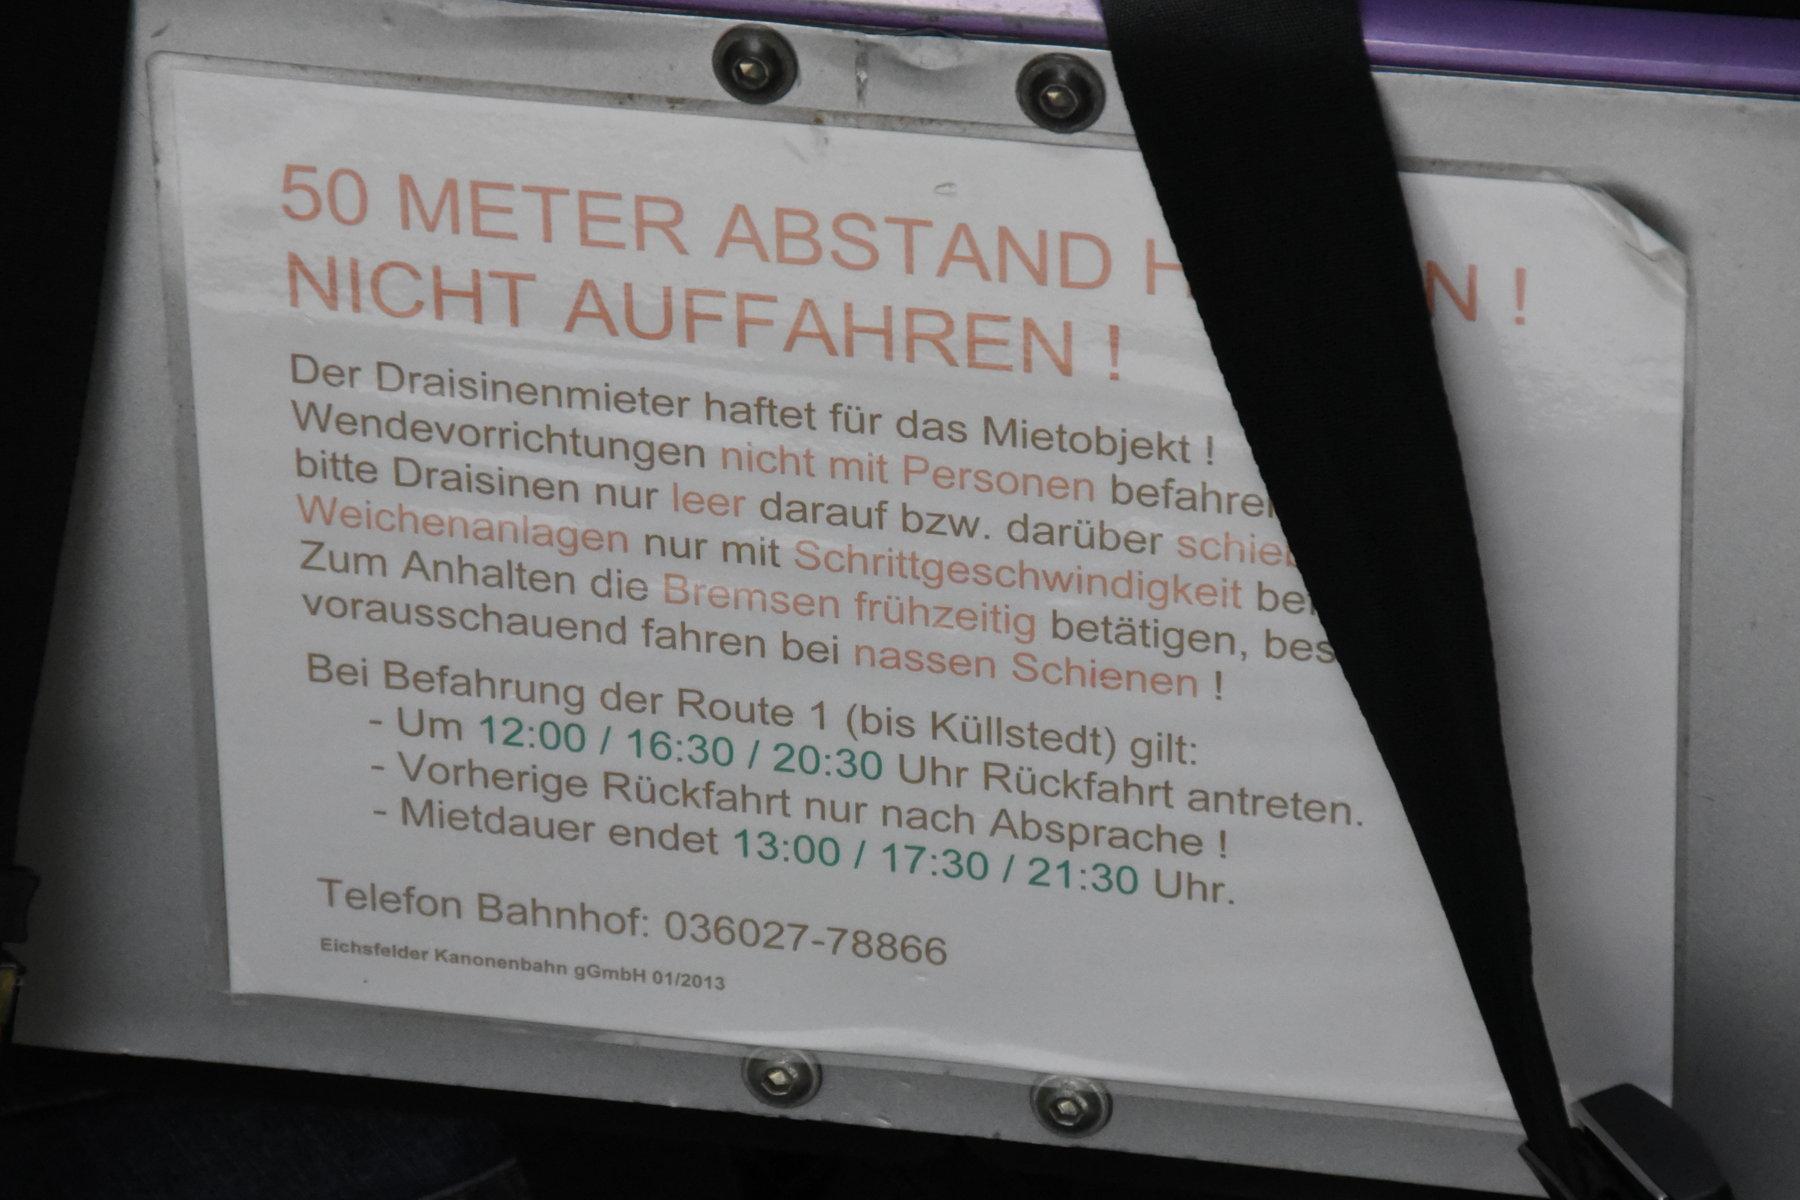 50 METER ABSTAND H N !
NICHT AUFFAHREN !
Der Draisinenmieter haftet für das Mietobjekt !
Wendevorrichtungen nicht mit Personen
bitte Draisinen nur leer darauf bzw. darüber
Weichenanlagen nur mit Schrittgeschwindigkeit
Zum Anhalten die Bremsen frühzeitig betätigen, bes
vorausschauend fahren bei nassen Schienen !
Bei Befahrung der Route 1 (bis Küllstedt) gilt:
- Um 12:00 / 16:30 / 20:30 Uhr Rückfahrt antreten.
- Vorherige Rückfahrt nur nach Absprache !
- Mietdauer endet 13:00 / 17:30 / 21:30 Uhr.
Telefon Bahnhof: 036027-78866
Eichsfelder Kanonenbahn gGmbH 01/2013